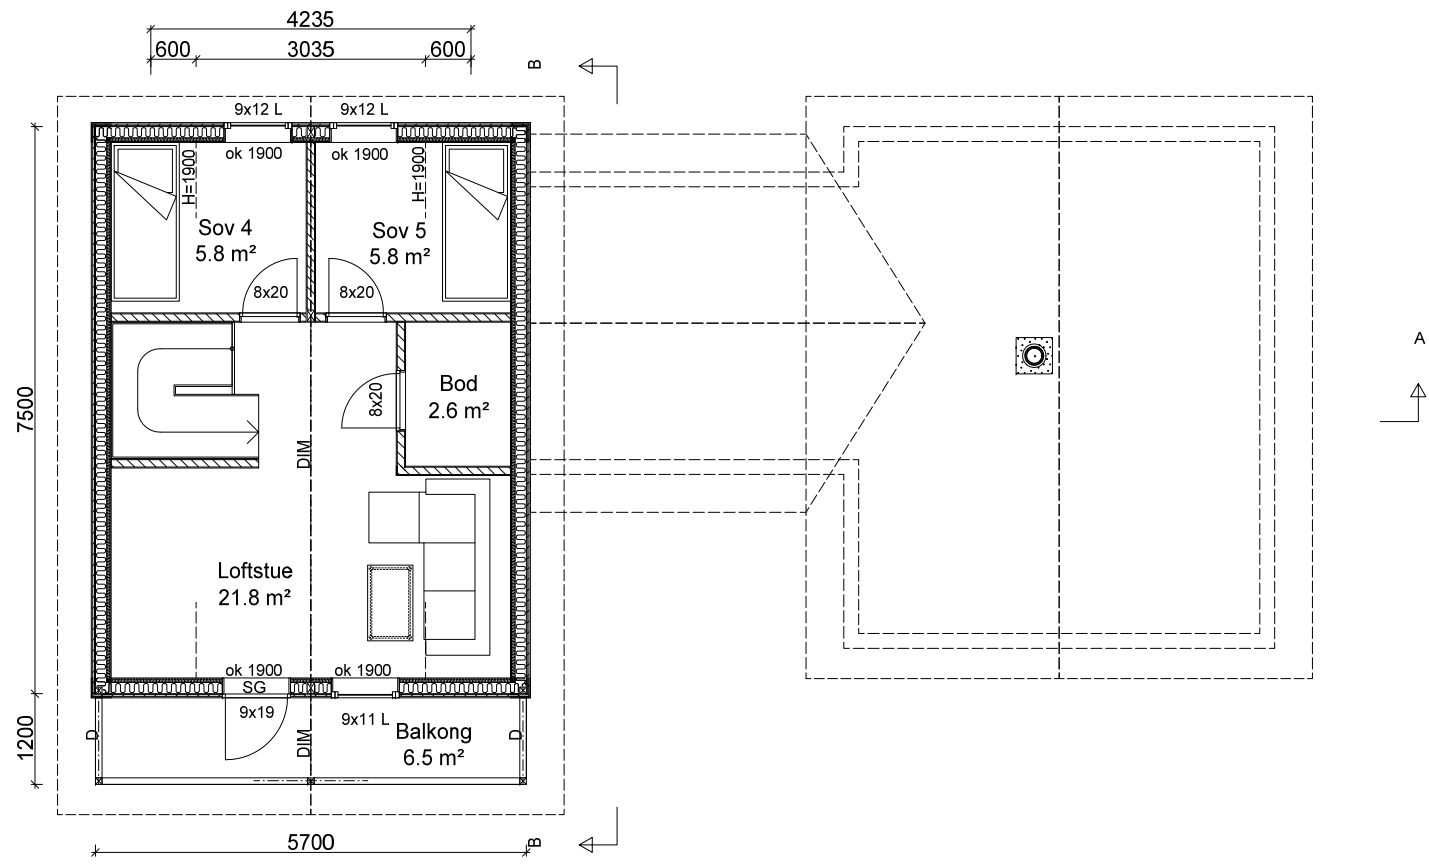 4235
600 3035 600
B
9x12 L 9x12 L
ok 1900 ok 1900
H=1900 H=1900
Sov 4
5.8 m²
Sov 5
5.8 m²
8x20 8x20
A
7500
8x20
Bod
2.6 m²
DIM
Loftstue
21.8 m²
ok 1900 ok 1900
SG
9x19 9x11 L
1200
D DIM D
Balkong
6.5 m²
5700
B